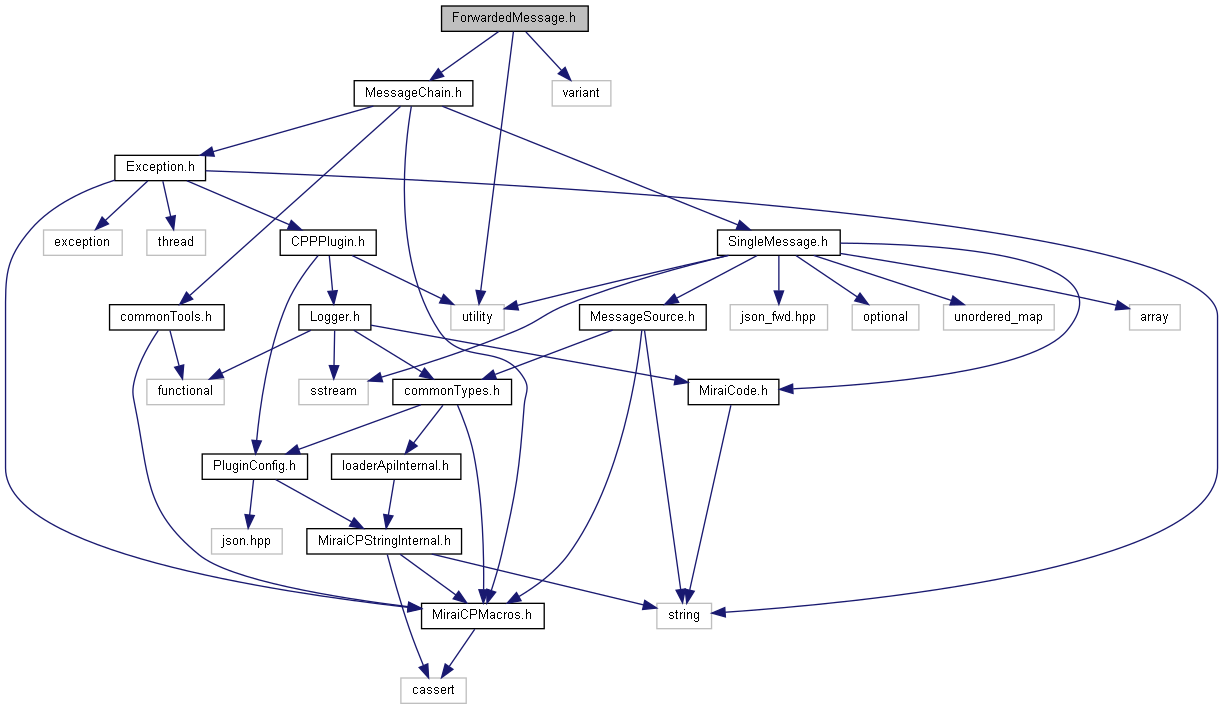 ForwardedMessage.h
MessageChain.h
variant
Exception.h
exception
thread
CPPPlugin.h
SingleMessage.h
commonTools.h
Logger.h
utility
MessageSource.h
json_fwd.hpp
optional
unordered_map
array
functional
sstream
commonTypes.h
MiraiCode.h
PluginConfig.h
loaderApiInternal.h
json.hpp
MiraiCPStringInternal.h
MiraiCPMacros.h
string
cassert